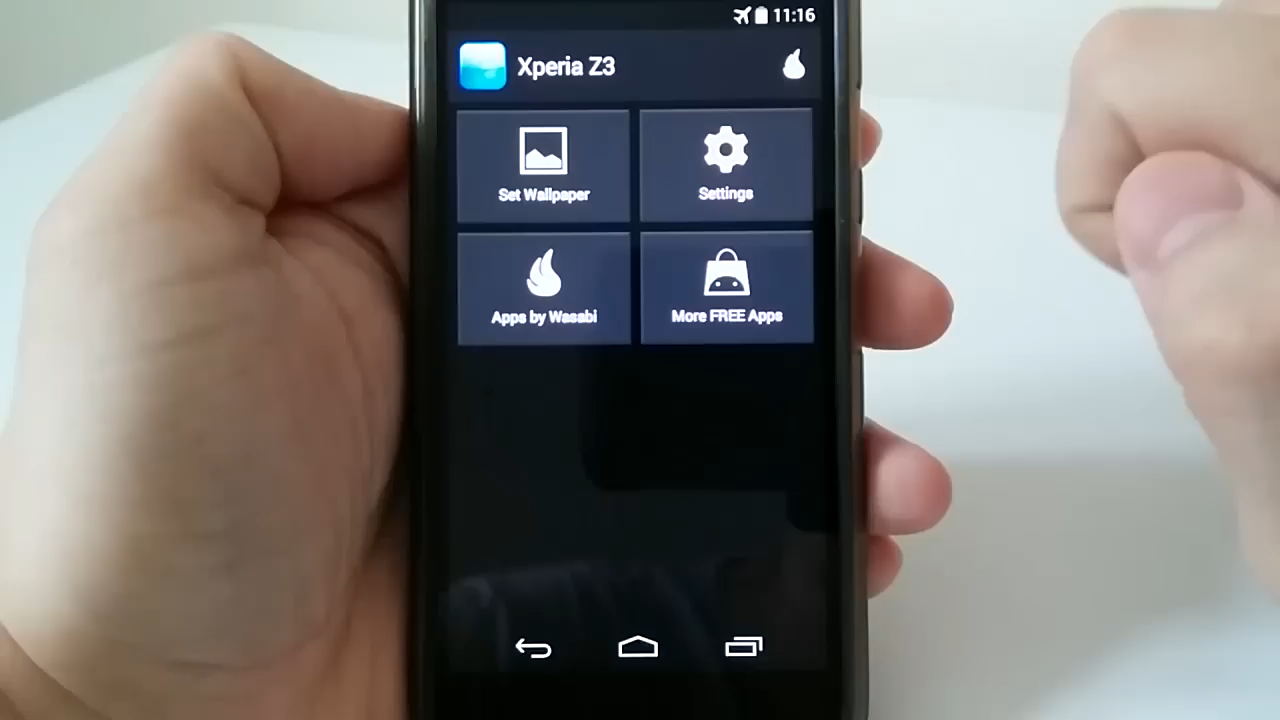 11:16
Xperia Z3
Set Wallpaper
Settings
Apps by Wasabi
More FREE Apps